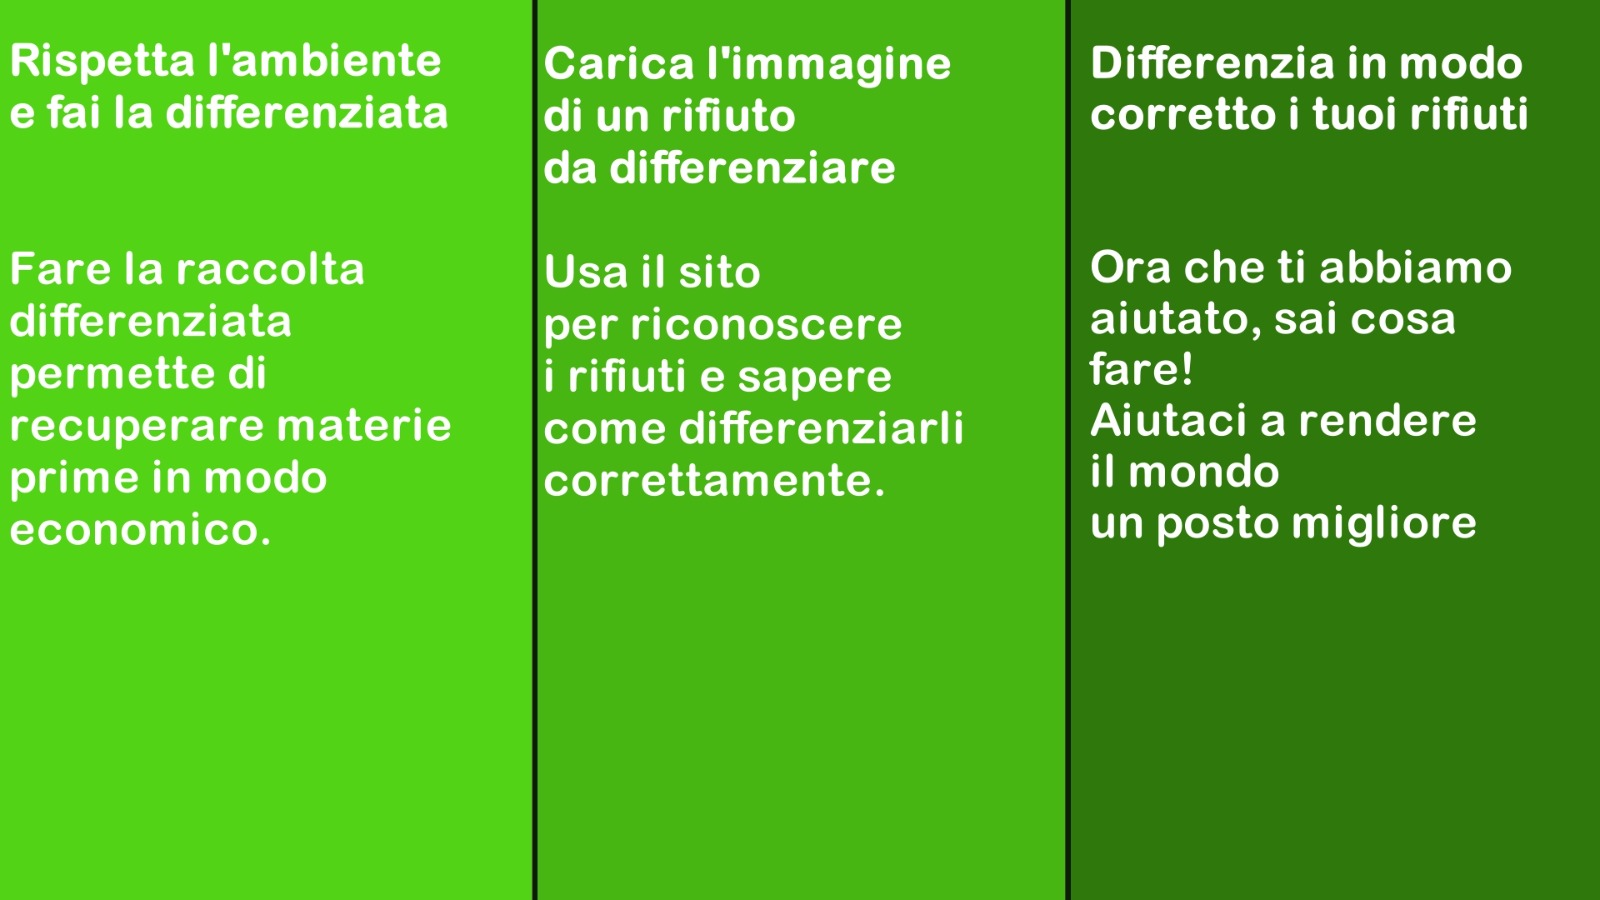 Rispetta l'ambiente
e fai la differenziata
Fare la raccolta
differenziata
permette di
recuperare materie
prime in modo
economico.
Carica l'immagine
di un rifiuto
da differenziare
Usa il sito
per riconoscere
i rifiuti e sapere
come differenziarli
correttamente.
Differenzia in modo
corretto i tuoi rifiuti
Ora che ti abbiamo
aiutato, sai cosa
fare!
Aiutaci a rendere
il mondo
un posto migliore